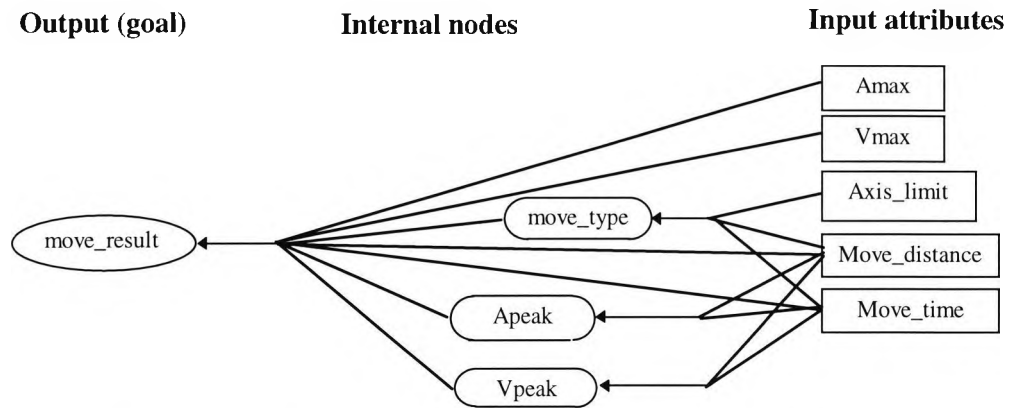 Output (goal)
Internal nodes
Input attributes
Amax
Vmax
Axis_limit
move_type
move_result
Move_distance
Move_time
Apeak
Vpeak